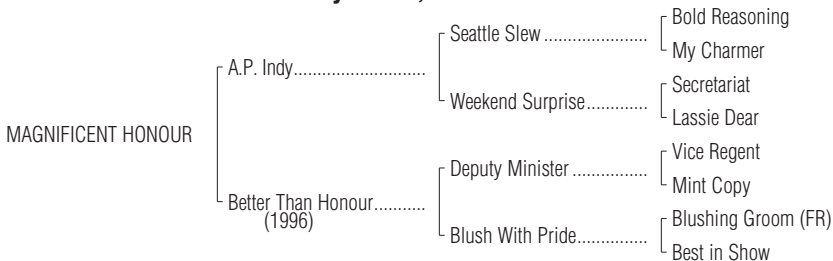 Bold Reasoning
Seattle Slew ......................
My Charmer
A.P. Indy............................
Secretariat
Weekend Surprise.............
Lassie Dear
MAGNIFICENT HONOUR
Vice Regent
Deputy Minister ................
Mint Copy
Better Than Honour...........
(1996)
Blushing Groom (FR)
Blush With Pride...............
Best in Show